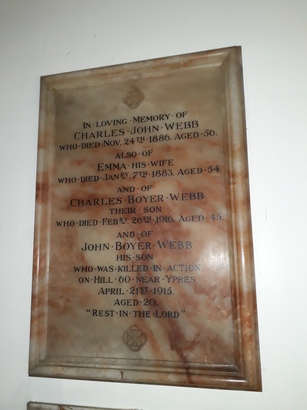 IN · LOVING · MEMORY · OF
CHARLES · JOHN · WEBB
WHO · DIED · NOV. 24TH · 1886. AGED · 56.
ALSO · OF
EMMA · HIS · WIFE
WHO · DIED · JANY. 7TH · 1883. AGED · 54
AND · OF
CHARLES · BOYER · WEBB
THEIR · SON
WHO · DIED · FEBY. 26TH · 1916. AGED · 45.
AND · OF
JOHN · BOYER · WEBB
HIS · SON
WHO · WAS · KILLED · IN · ACTION
ON · HILL · 60 · NEAR · YPRES
APRIL · 21ST · 1915.
AGED · 20.
"REST · IN · THE · LORD"